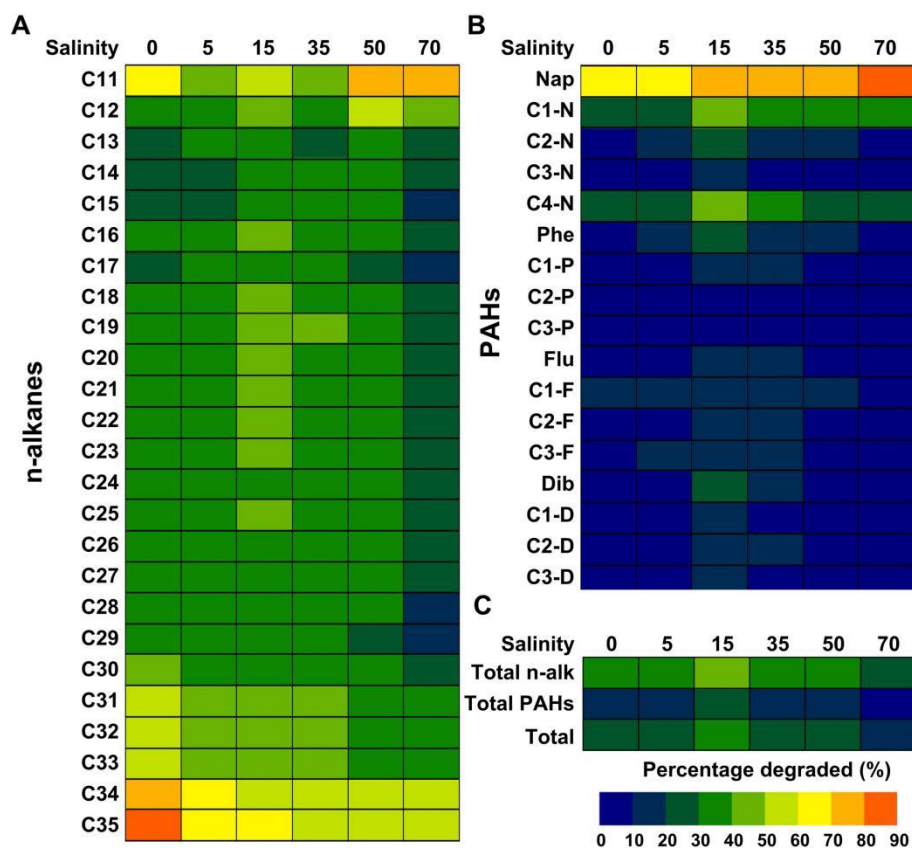 A
Salinity 0 5 15 35 50 70
C11
C12
C13
C14
C15
C16
C17
C18
C19
C20
C21
C22
C23
C24
C25
C26
C27
C28
C29
C30
C31
C32
C33
C34
C35
n-alkanes
B
Salinity 0 5 15 35 50 70
Nap
C1-N
C2-N
C3-N
C4-N
Phe
C1-P
C2-P
C3-P
Flu
C1-F
C2-F
C3-F
Dib
C1-D
C2-D
C3-D
PAHs
C
Salinity 0 5 15 35 50 70
Total n-alk
Total PAHs
Total
Percentage degraded (%)
0 10 20 30 40 50 60 70 80 90